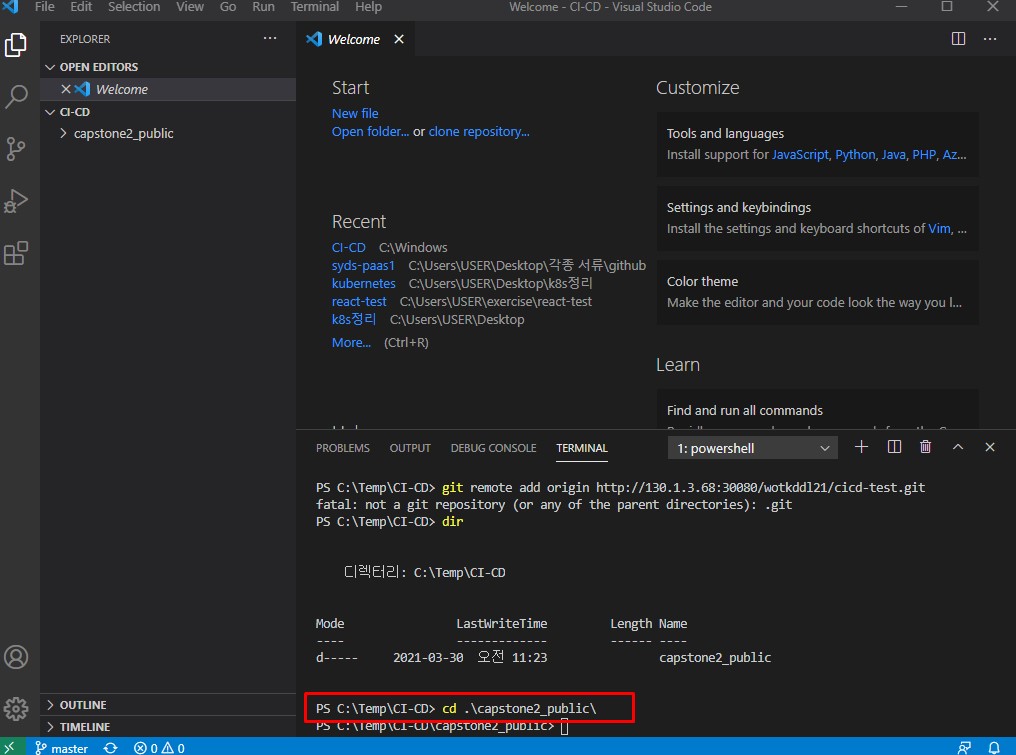 File Edit Selection View Go Run Terminal Help Welcome - CI-CD - Visual Studio Code
EXPLORER ...
OPEN EDITORS
Welcome
CI-CD
capstone2_public
OUTLINE
TIMELINE
Welcome
Start
New file
Open folder... or clone repository...
Recent
CI-CD C:\Windows
syds-paas1 C:\Users\USER\Desktop\각종 서류\github
kubernetes C:\Users\USER\Desktop\k8s정리
react-test C:\Users\USER\exercise\react-test
k8s정리 C:\Users\USER\Desktop
More... (Ctrl+R)
Customize
Tools and languages
Install support for JavaScript, Python, Java, PHP, Az...
Settings and keybindings
Install the settings and keyboard shortcuts of Vim, ...
Color theme
Make the editor and your code look the way you l...
Learn
Find and run all commands
PROBLEMS OUTPUT DEBUG CONSOLE TERMINAL 1: powershell
PS C:\Temp\CI-CD> git remote add origin http://130.1.3.68:30080/wotkddl21/cicd-test.git
fatal: not a git repository (or any of the parent directories): .git
PS C:\Temp\CI-CD> dir
디렉터리: C:\Temp\CI-CD
Mode LastWriteTime Length Name
---- ------------- ------ ----
d----- 2021-03-30 오전 11:23 capstone2_public
PS C:\Temp\CI-CD> cd .\capstone2_public\
PS C:\Temp\CI-CD\capstone2_public>
master 0 0